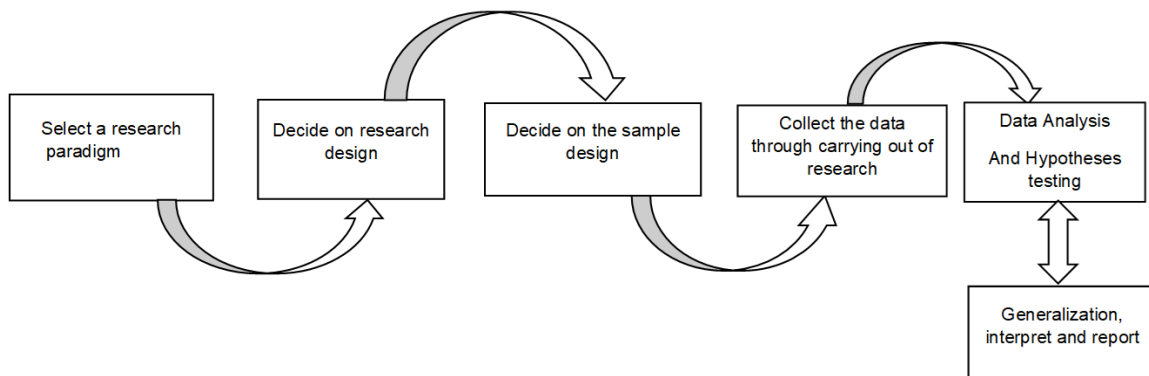 Select a research
paradigm
Decide on research
design
Decide on the sample
design
Collect the data
through carrying out of
research
Data Analysis
And Hypotheses
testing
Generalization,
interpret and report